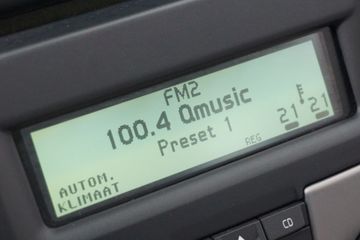 FM2
100.4 Qmusic
Preset 1
REG
21 21
AUTOM.
KLIMAAT
CD